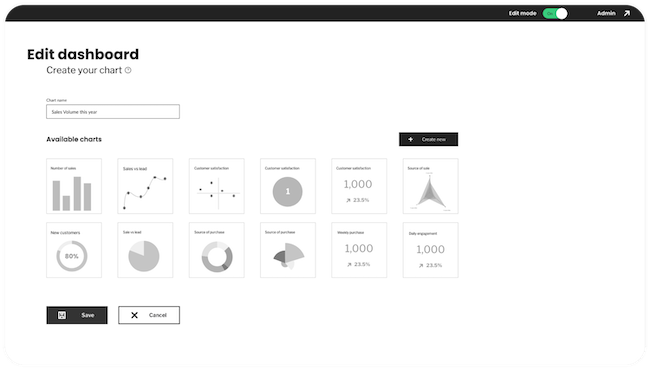 Edit mode
On
Admin
Edit dashboard
Create your chart
Chart name
Sales Volume this year
Available charts
Create new
Number of sales
Sales vs lead
Customer satisfaction
Customer satisfaction
1
Customer satisfaction
1,000
23,5%
Source of sale
New customers
80%
Sale vs lead
Source of purchase
Source of purchase
Weekly purchase
1,000
23,5%
Daily engagement
1,000
23,5%
Save
Cancel